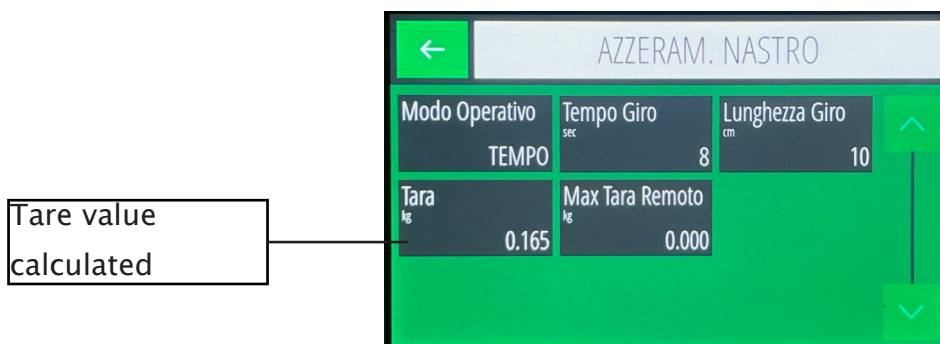 AZZERAM. NASTRO
Modo Operativo
TEMPO
Tempo Giro
sec
8
Lunghezza Giro
cm
10
Tara
kg
0.165
Max Tara Remoto
kg
0.000
Tare value
calculated